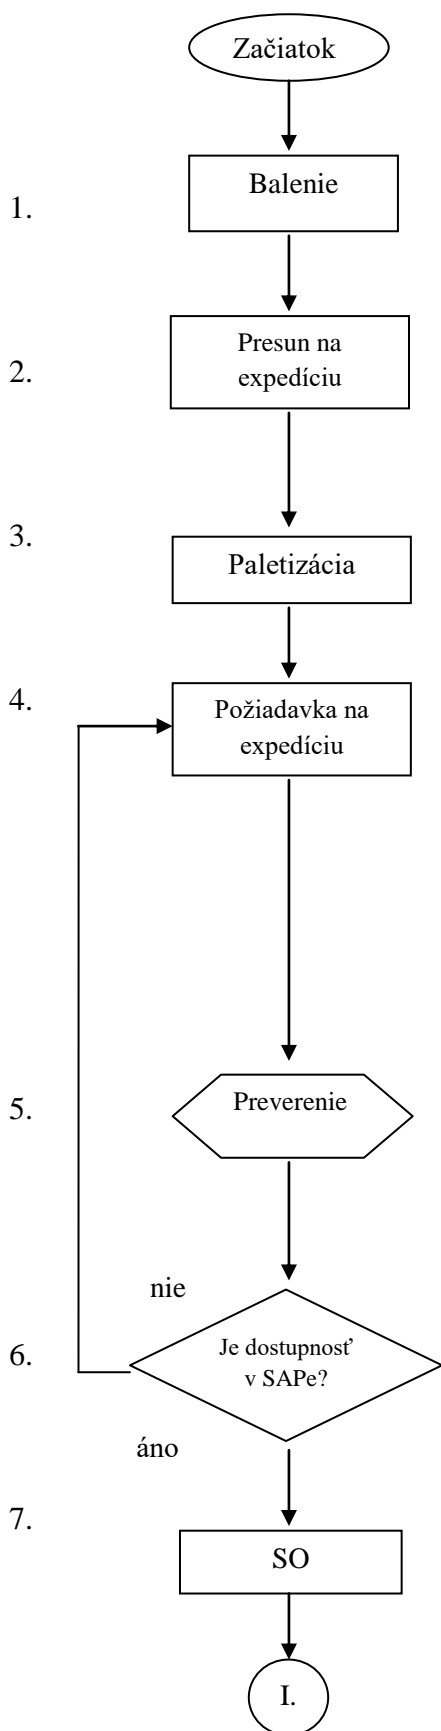 Začiatok
1.
Balenie
2.
Presun na
expedíciu
3.
Paletizácia
4.
Požiadavka na
expedíciu
5.
Preverenie
nie
6.
Je dostupnosť
v SAPe?
áno
7.
SO
I.